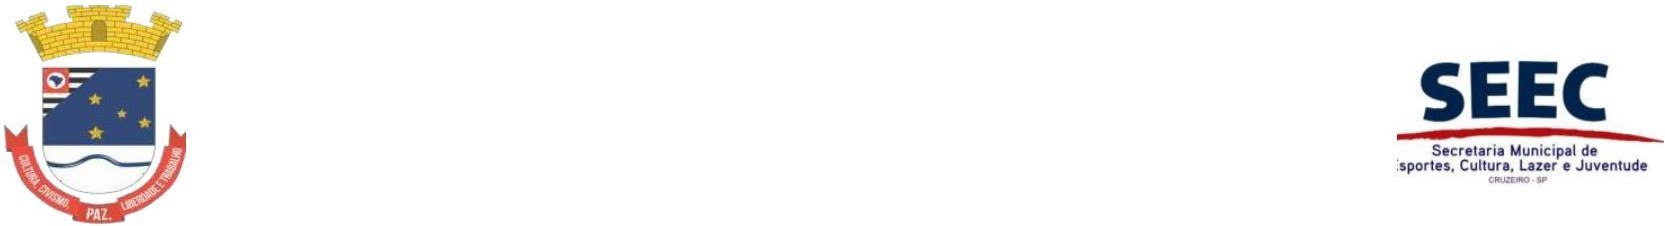 CULTURA, CIVISMO,
PAZ,
LIBERDADE E TRABALHO
SEEC
Secretaria Municipal de
sportes, Cultura, Lazer e Juventude
CRUZEIRO - SP